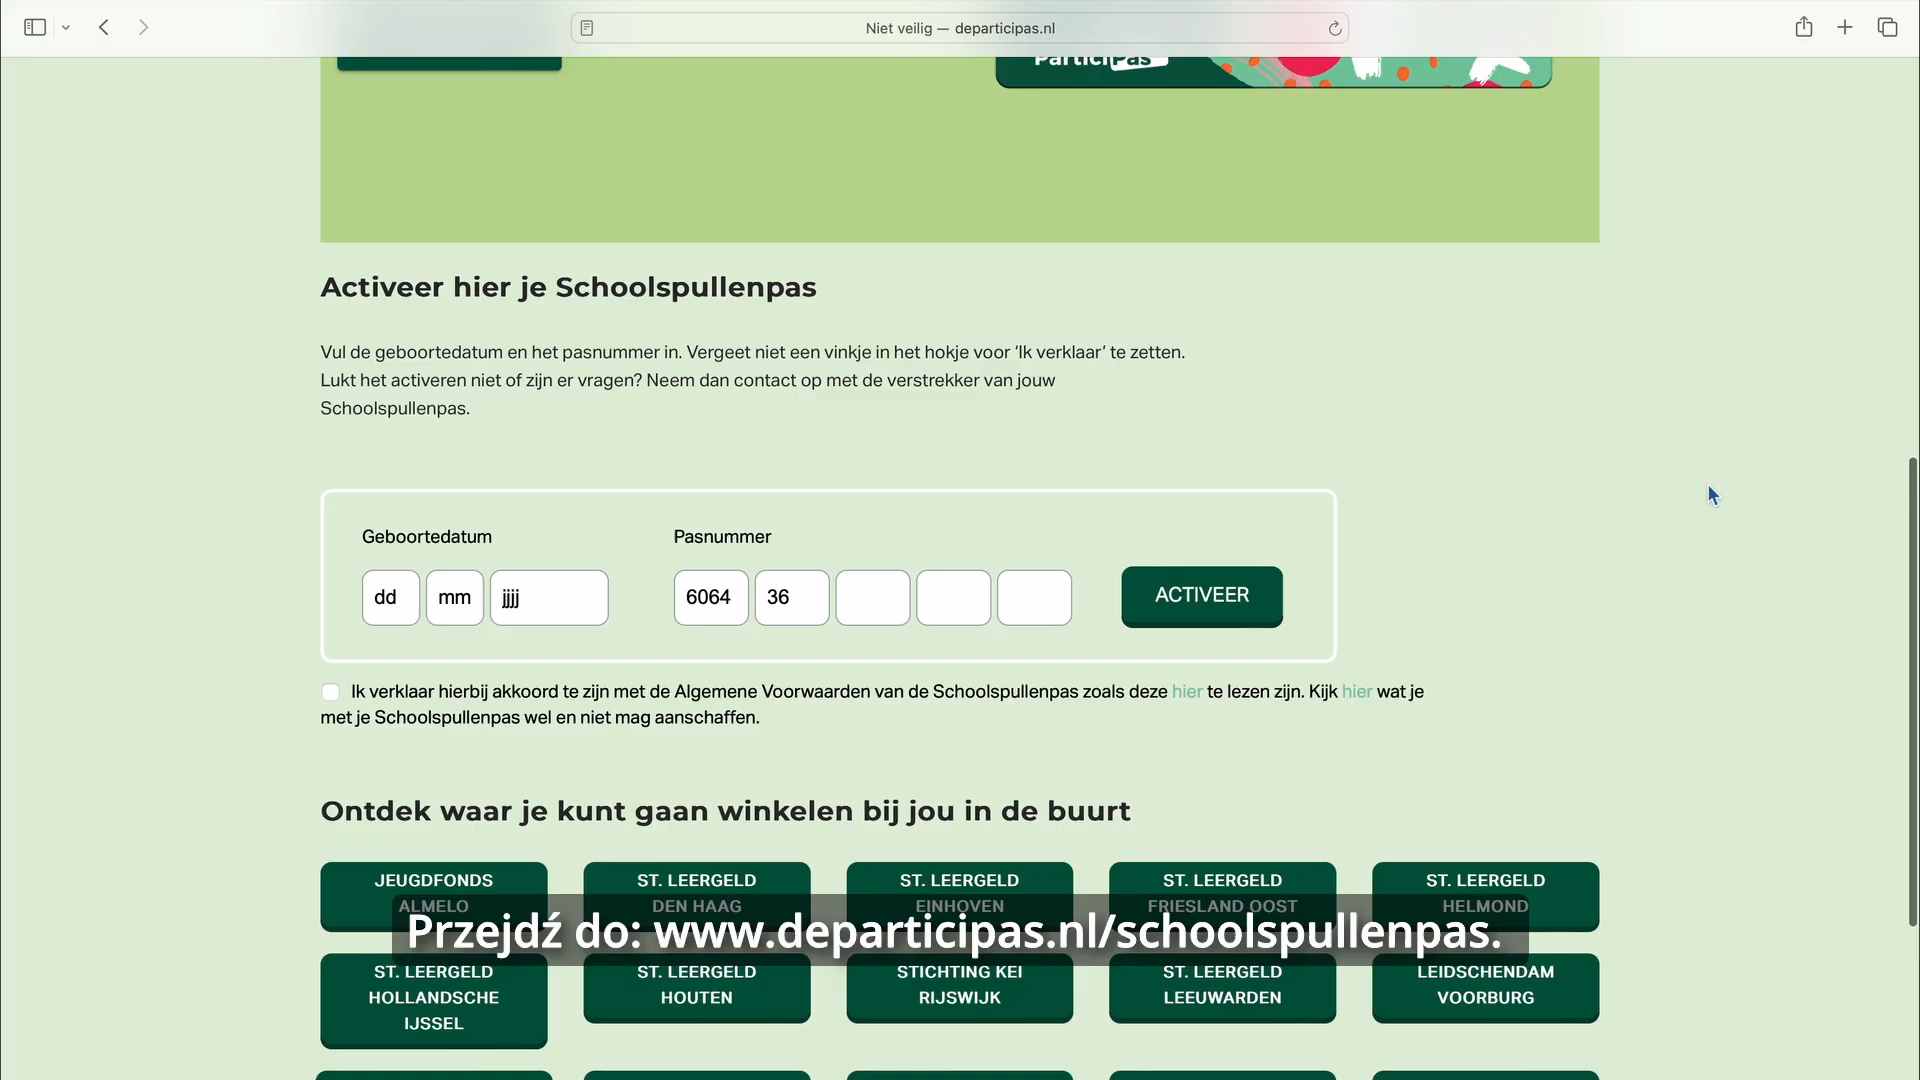 Niet veilig — departicipas.nl
ParticiPas
Activeer hier je Schoolspullenpas
Vul de geboortedatum en het pasnummer in. Vergeet niet een vinkje in het hokje voor ‘Ik verklaar’ te zetten.
Lukt het activeren niet of zijn er vragen? Neem dan contact op met de verstrekker van jouw
Schoolspullenpas.
Geboortedatum
Pasnummer
dd mm jjjj
6064 36
ACTIVEER
Ik verklaar hierbij akkoord te zijn met de Algemene Voorwaarden van de Schoolspullenpas zoals deze hier te lezen zijn. Kijk hier wat je
met je Schoolspullenpas wel en niet mag aanschaffen.
Ontdek waar je kunt gaan winkelen bij jou in de buurt
JEUGDFONDS
ALMELO
ST. LEERGELD
DEN HAAG
ST. LEERGELD
EINHOVEN
ST. LEERGELD
FRIESLAND OOST
ST. LEERGELD
HELMOND
Przejdź do: www.departicipas.nl/schoolspullenpas.
ST. LEERGELD
HOLLANDSCHE
IJSSEL
ST. LEERGELD
HOUTEN
STICHTING KEI
RIJSWIJK
ST. LEERGELD
LEEUWARDEN
LEIDSCHENDAM
VOORBURG